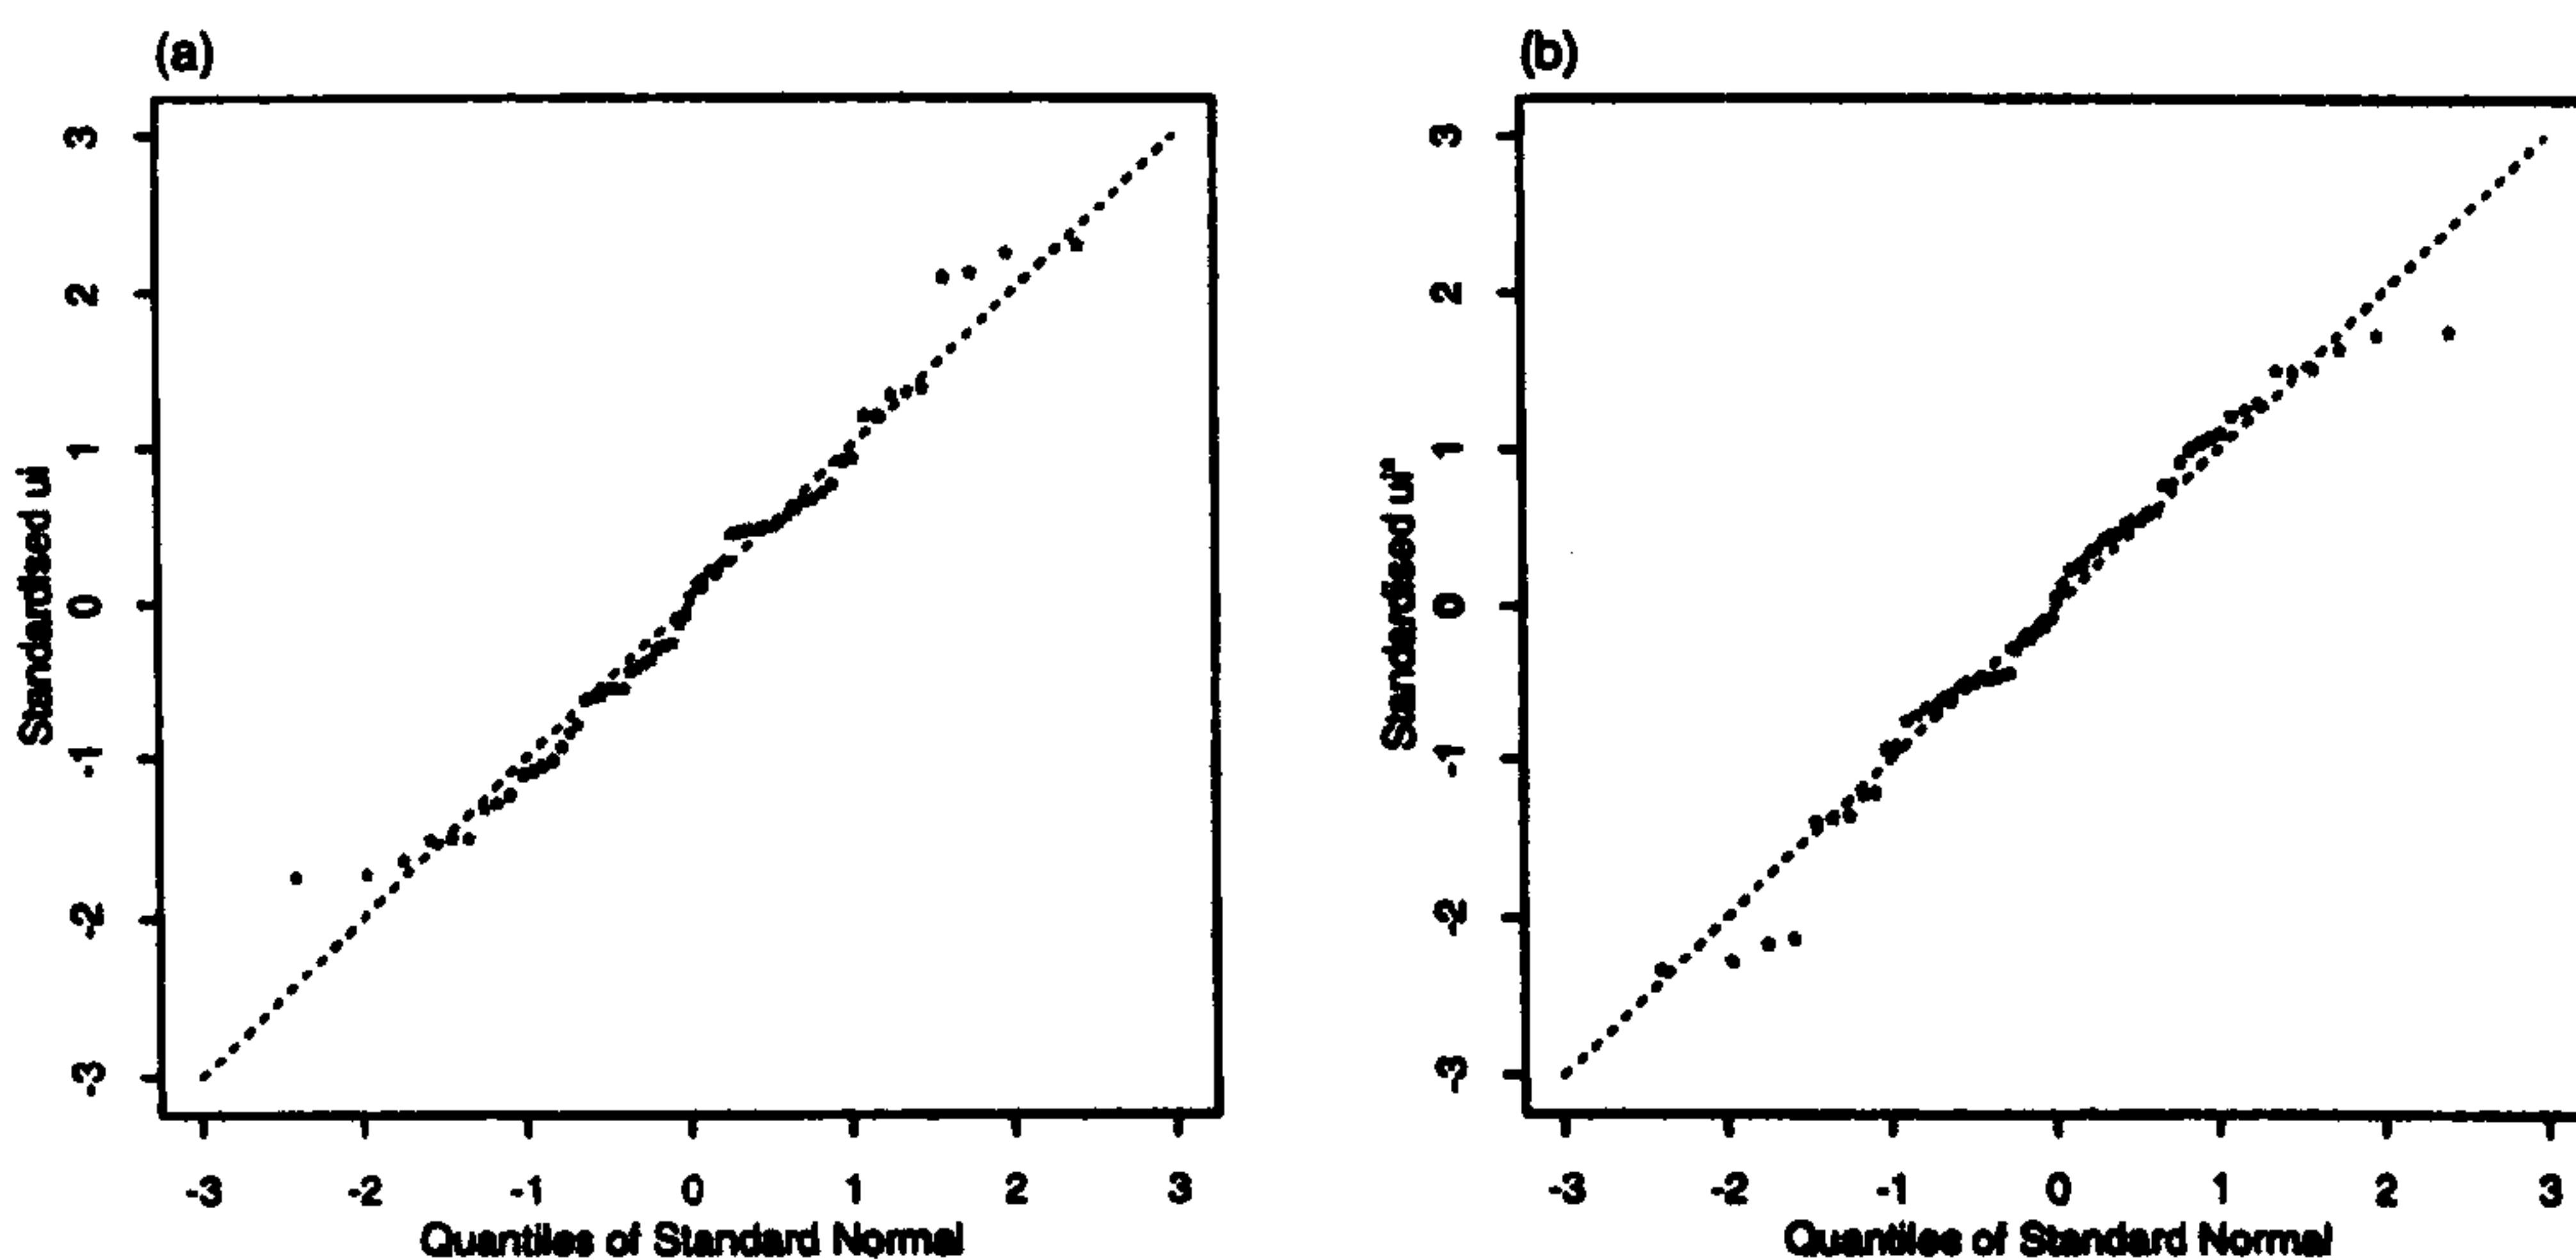 (a)
3
2
1
0
-1
-2
-3
Standardised ui
-3 -2 -1 0 1 2 3
Quantiles of Standard Normal
(b)
3
2
1
0
-1
-2
-3
Standardised ui*
-3 -2 -1 0 1 2 3
Quantiles of Standard Normal